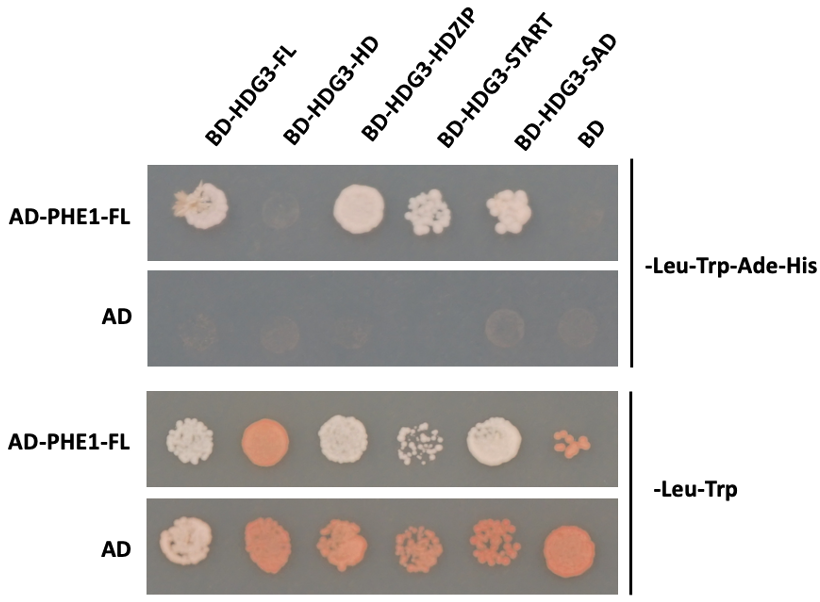 BD-HDG3-FL
BD-HDG3-HD
BD-HDG3-HDZIP
BD-HDG3-START
BD-HDG3-SAD
BD
AD-PHE1-FL
-Leu-Trp-Ade-His
AD
AD-PHE1-FL
-Leu-Trp
AD